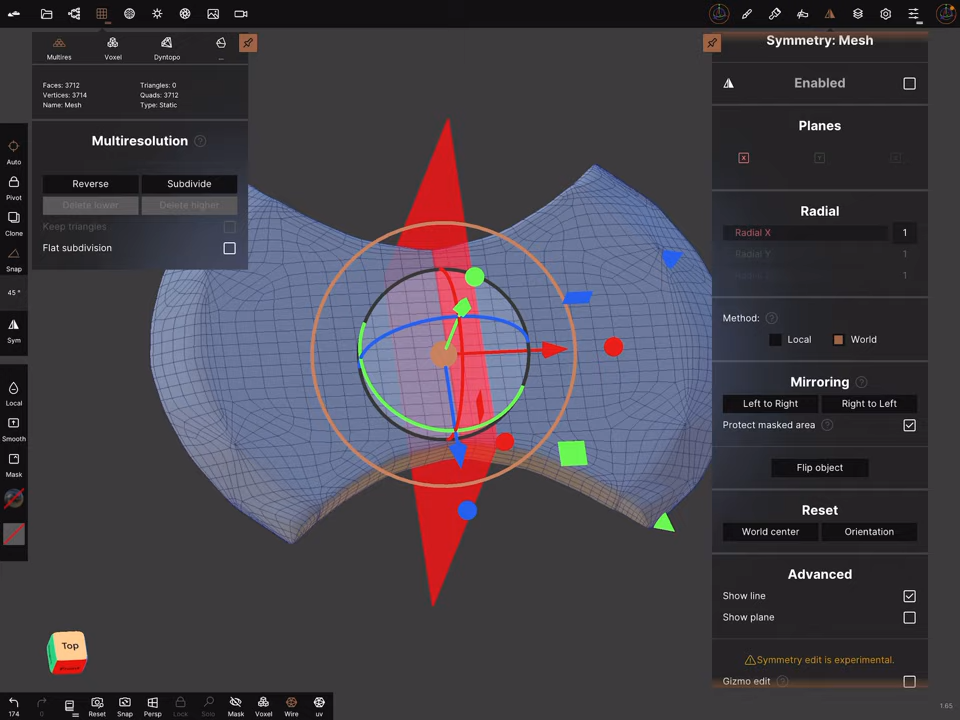 Multires
Voxel
Dyntopo
...
Faces: 3712
Triangles: 0
Vertices: 3714
Quads: 3712
Name: Mesh
Type: Static
Multiresolution ?
Reverse
Subdivide
Delete lower
Delete higher
Keep triangles
Flat subdivision
Auto
Pivot
Clone
Snap
45 °
Sym
Local
Smooth
Mask
Top
174
0
Reset
Snap
Persp
Lock
Solo
Mask
Voxel
Wire
uv
Symmetry: Mesh
Enabled
Planes
X
Y
Radial
Radial X
1
Radial Y
1
1
Method: ?
Local
World
Mirroring ?
Left to Right
Right to Left
Protect masked area ?
Flip object
Reset
World center
Orientation
Advanced
Show line
Show plane
Symmetry edit is experimental.
Gizmo edit ?
1.65